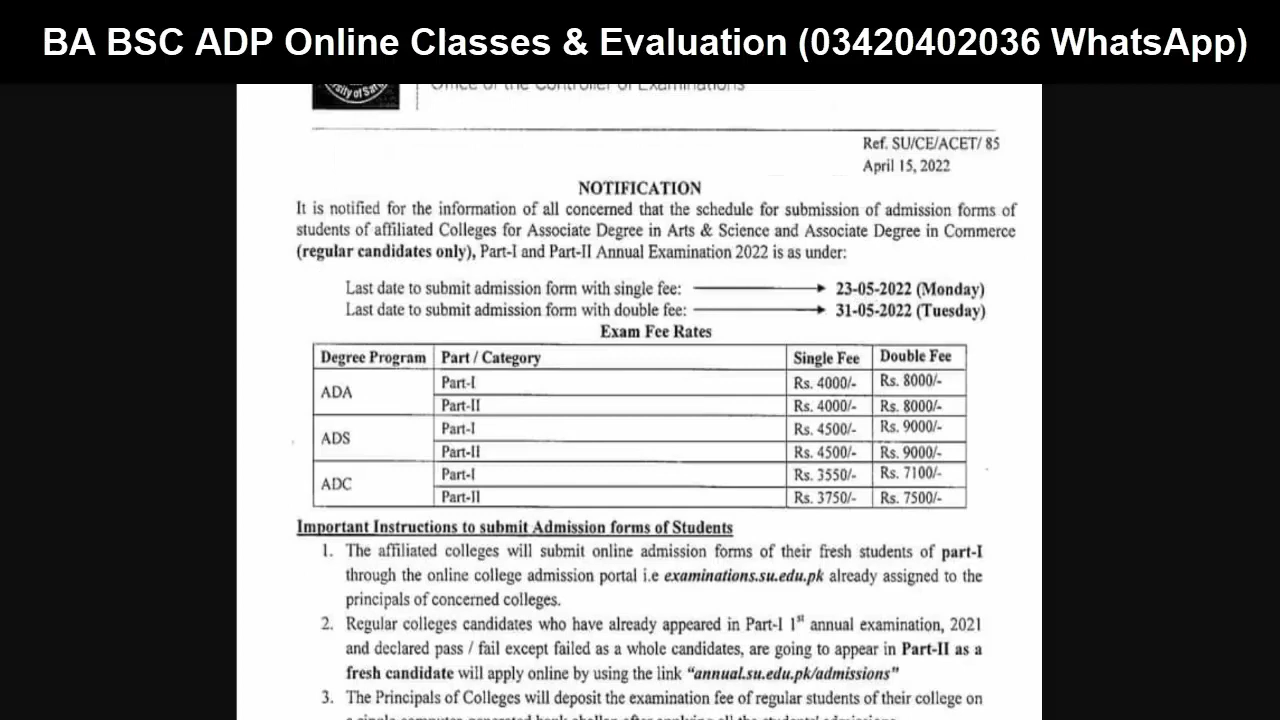 BA BSC ADP Online Classes & Evaluation (03420402036 WhatsApp)
Office of the Controller of Examinations
Ref. SU/CE/ACET/ 85
April 15, 2022
NOTIFICATION
It is notified for the information of all concerned that the schedule for submission of admission forms of
students of affiliated Colleges for Associate Degree in Arts & Science and Associate Degree in Commerce
(regular candidates only), Part-I and Part-II Annual Examination 2022 is as under:
Last date to submit admission form with single fee: 23-05-2022 (Monday)
Last date to submit admission form with double fee: 31-05-2022 (Tuesday)
Exam Fee Rates
Degree Program Part / Category Single Fee Double Fee
ADA Part-I Rs. 4000/- Rs. 8000/-
Part-II Rs. 4000/- Rs. 8000/-
ADS Part-I Rs. 4500/- Rs. 9000/-
Part-II Rs. 4500/- Rs. 9000/-
ADC Part-I Rs. 3550/- Rs. 7100/-
Part-II Rs. 3750/- Rs. 7500/-
Important Instructions to submit Admission forms of Students
1. The affiliated colleges will submit online admission forms of their fresh students of part-I
through the online college admission portal i.e examinations.su.edu.pk already assigned to the
principals of concerned colleges.
2. Regular colleges candidates who have already appeared in Part-I 1st annual examination, 2021
and declared pass / fail except failed as a whole candidates, are going to appear in Part-II as a
fresh candidate will apply online by using the link “annual.su.edu.pk/admissions”
3. The Principals of Colleges will deposit the examination fee of regular students of their college on